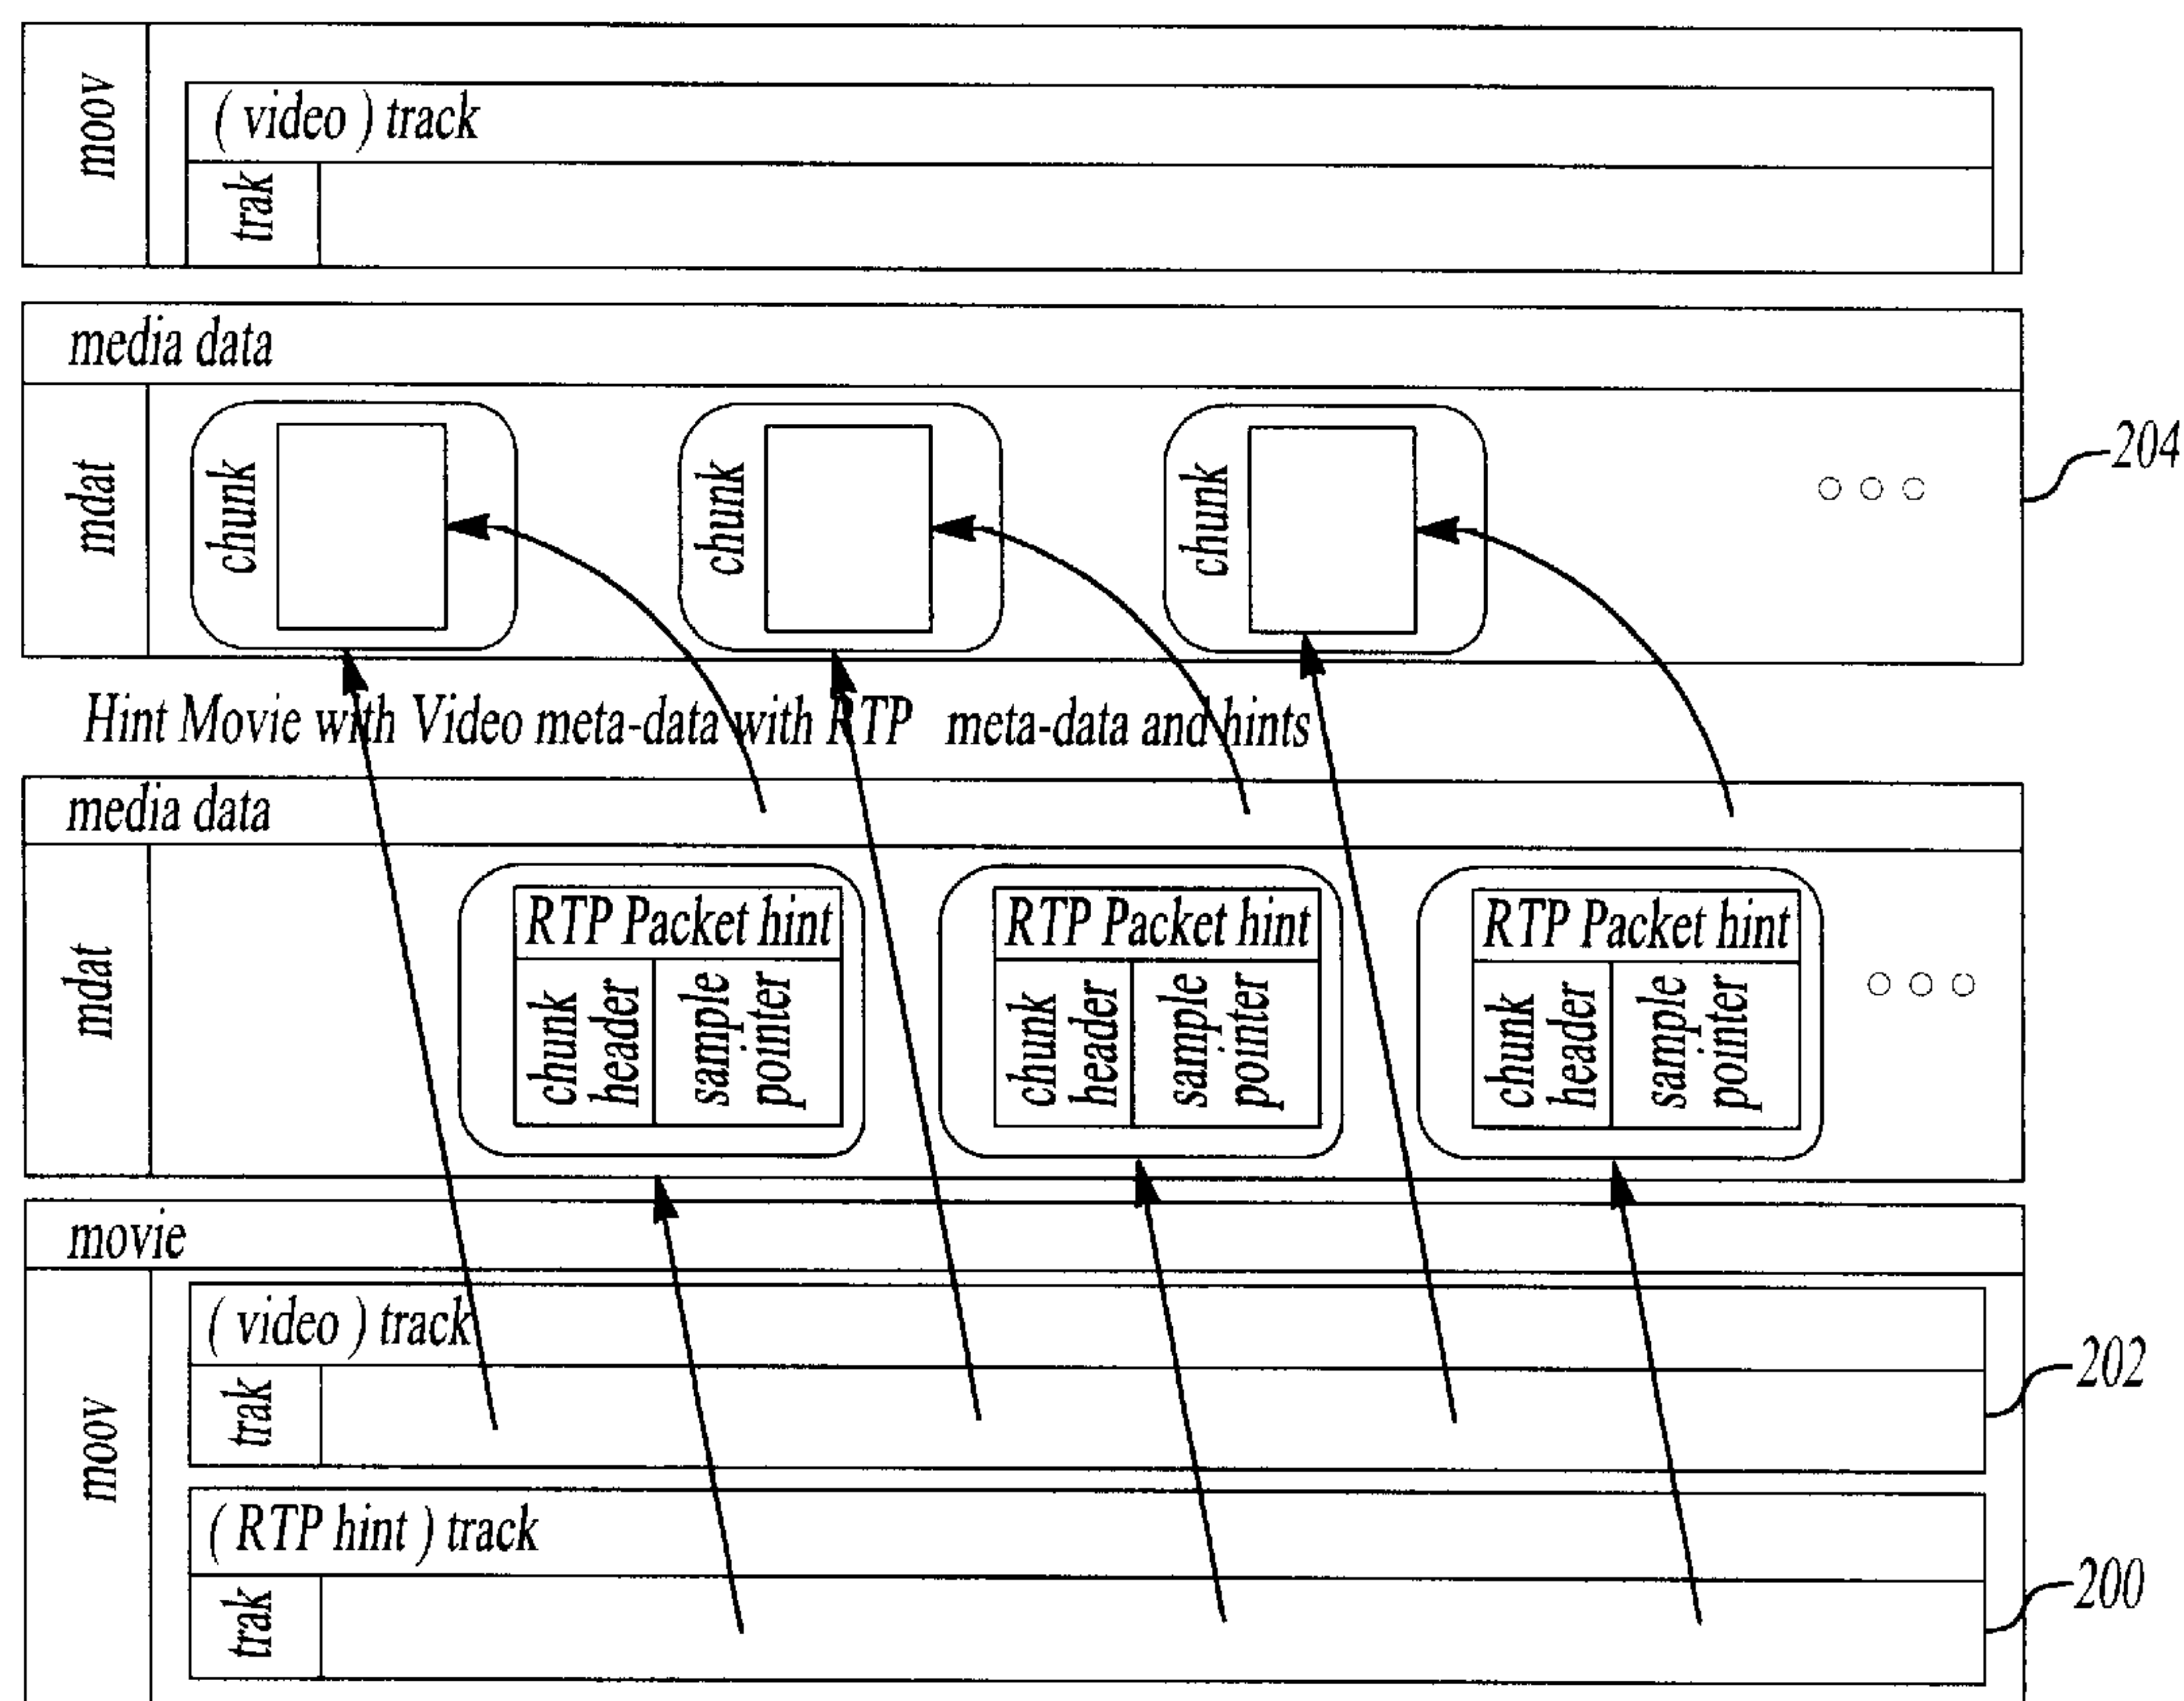 moov
( video ) track
trak
media data
mdat
chunk
chunk
chunk
204
Hint Movie with Video meta-data with RTP meta-data and hints
media data
mdat
RTP Packet hint
chunk header
sample pointer
RTP Packet hint
chunk header
sample pointer
RTP Packet hint
chunk header
sample pointer
movie
moov
( video ) track
trak
202
( RTP hint ) track
trak
200